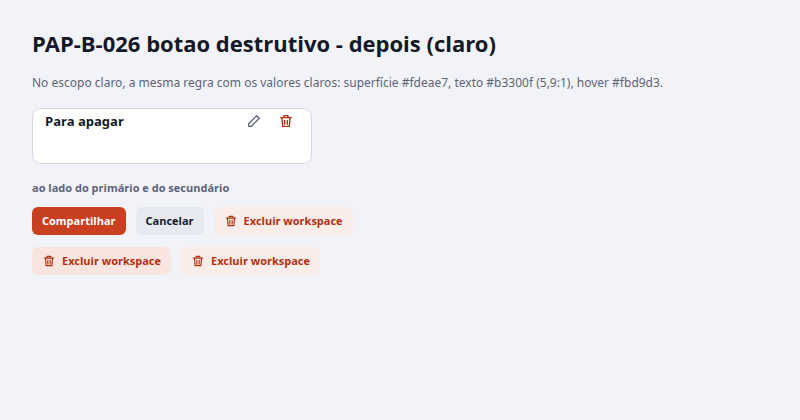 PAP-B-026 botao destrutivo - depois (claro)
No escopo claro, a mesma regra com os valores claros: superfície #fdeae7, texto #b3300f (5,9:1), hover #fbd9d3.
Para apagar
ao lado do primário e do secundário
Compartilhar Cancelar Excluir workspace
Excluir workspace Excluir workspace